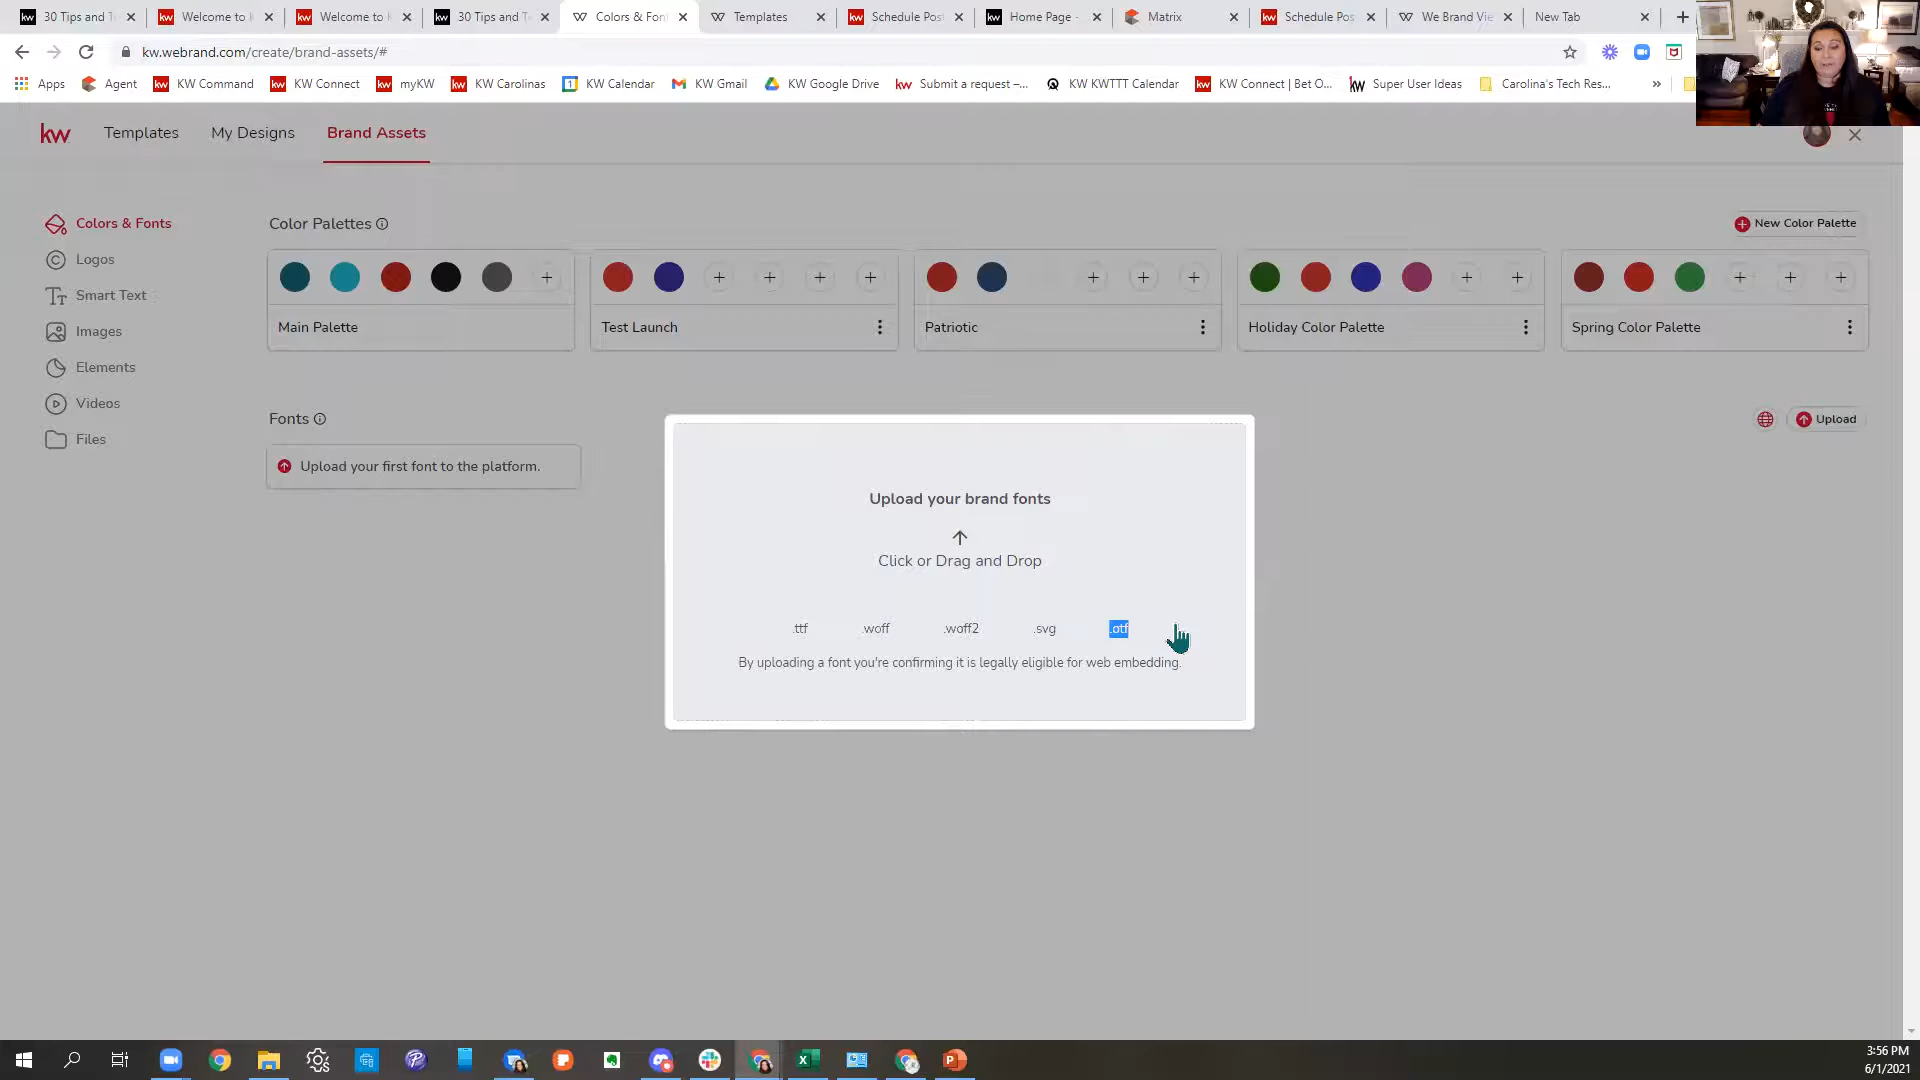 30 Tips and T
Welcome to K
Welcome to K
30 Tips and Te
Colors & Fon
Templates
Schedule Pos
Home Page -
Matrix
Schedule Pos
We Brand Vie
New Tab
kw.webrand.com/create/brand-assets/#
Apps
Agent
KW Command
KW Connect
myKW
KW Carolinas
KW Calendar
KW Gmail
KW Google Drive
Submit a request –...
KW KWTTT Calendar
KW Connect | Bet O...
Super User Ideas
Carolina's Tech Res...
»
kw
Templates
My Designs
Brand Assets
Colors & Fonts
Logos
Smart Text
Images
Elements
Videos
Files
Color Palettes
New Color Palette
Main Palette
Test Launch
Patriotic
Holiday Color Palette
Spring Color Palette
Fonts
Upload
Upload your first font to the platform.
Upload your brand fonts
Click or Drag and Drop
.ttf .woff .woff2 .svg .otf
By uploading a font you're confirming it is legally eligible for web embedding.
3:56 PM
6/1/2021